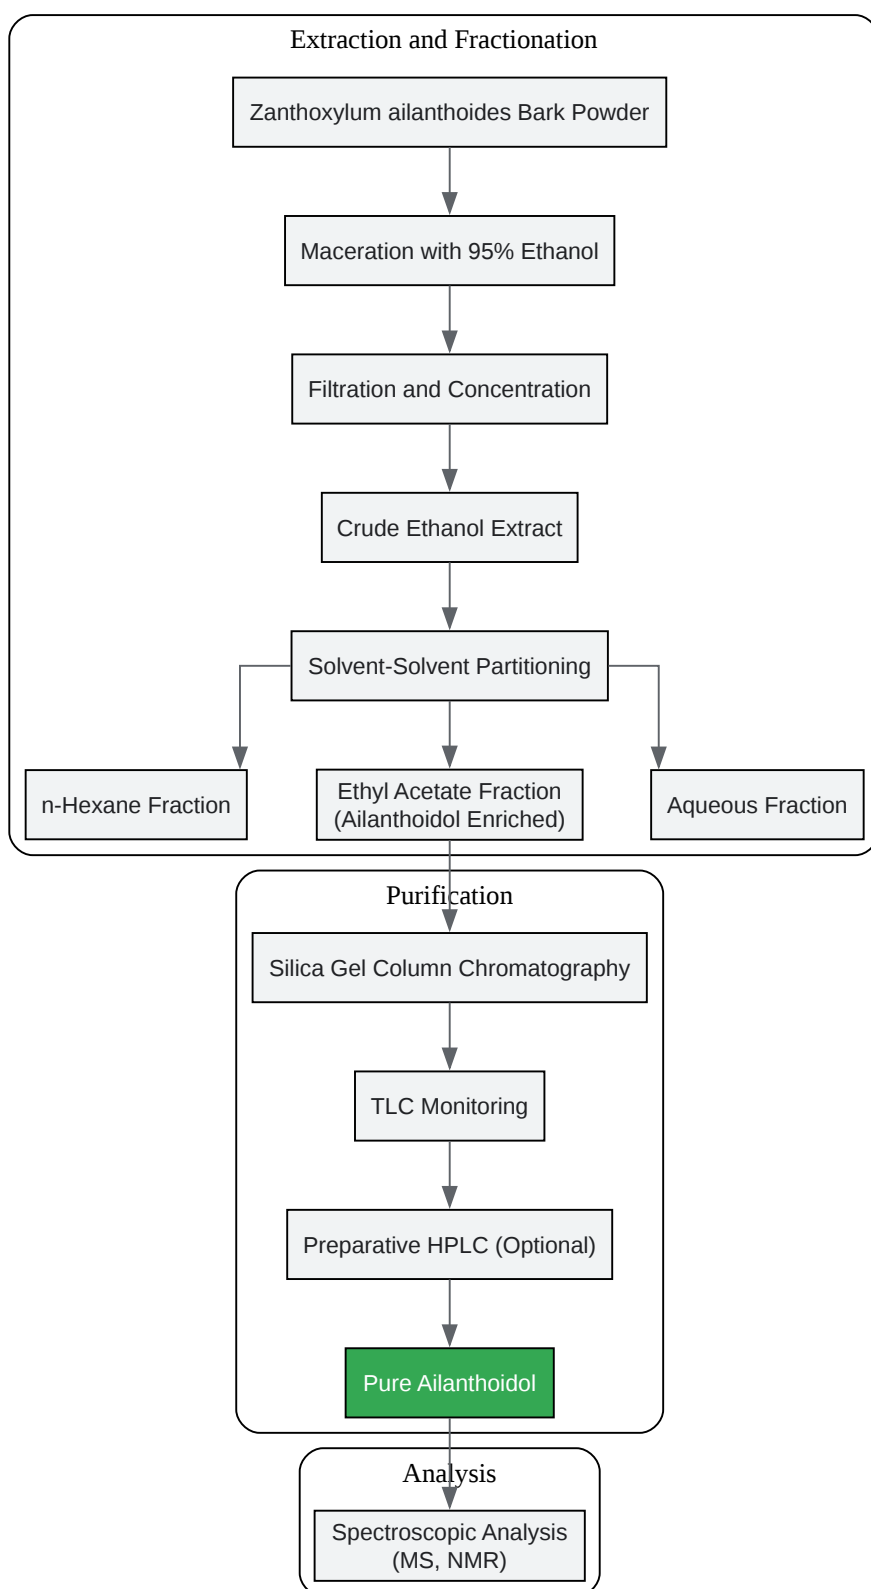 Extraction and Fractionation
Zanthoxylum ailanthoides Bark Powder
Maceration with 95% Ethanol
Filtration and Concentration
Crude Ethanol Extract
Solvent-Solvent Partitioning
n-Hexane Fraction
Ethyl Acetate Fraction
(Ailanthoidol Enriched)
Aqueous Fraction
Purification
Silica Gel Column Chromatography
TLC Monitoring
Preparative HPLC (Optional)
Pure Ailanthoidol
Analysis
Spectroscopic Analysis
(MS, NMR)